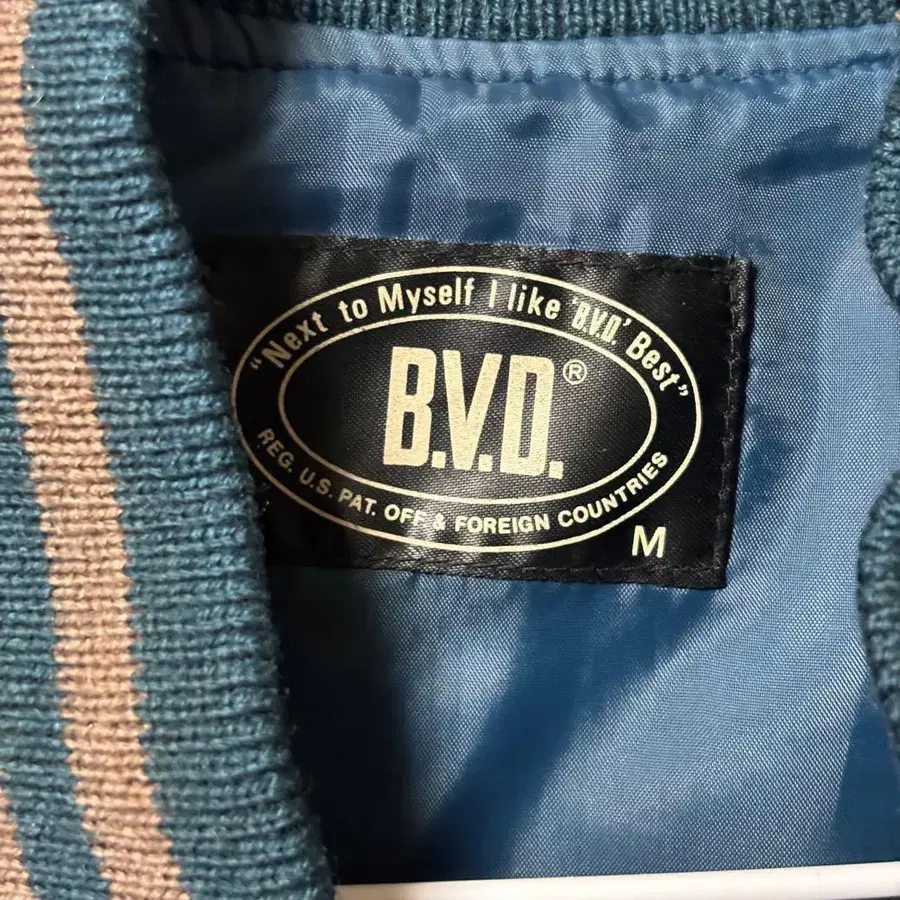 "Next to Myself I like 'B.V.D.' Best"
B.V.D.®
REG. U.S. PAT. OFF & FOREIGN COUNTRIES
M